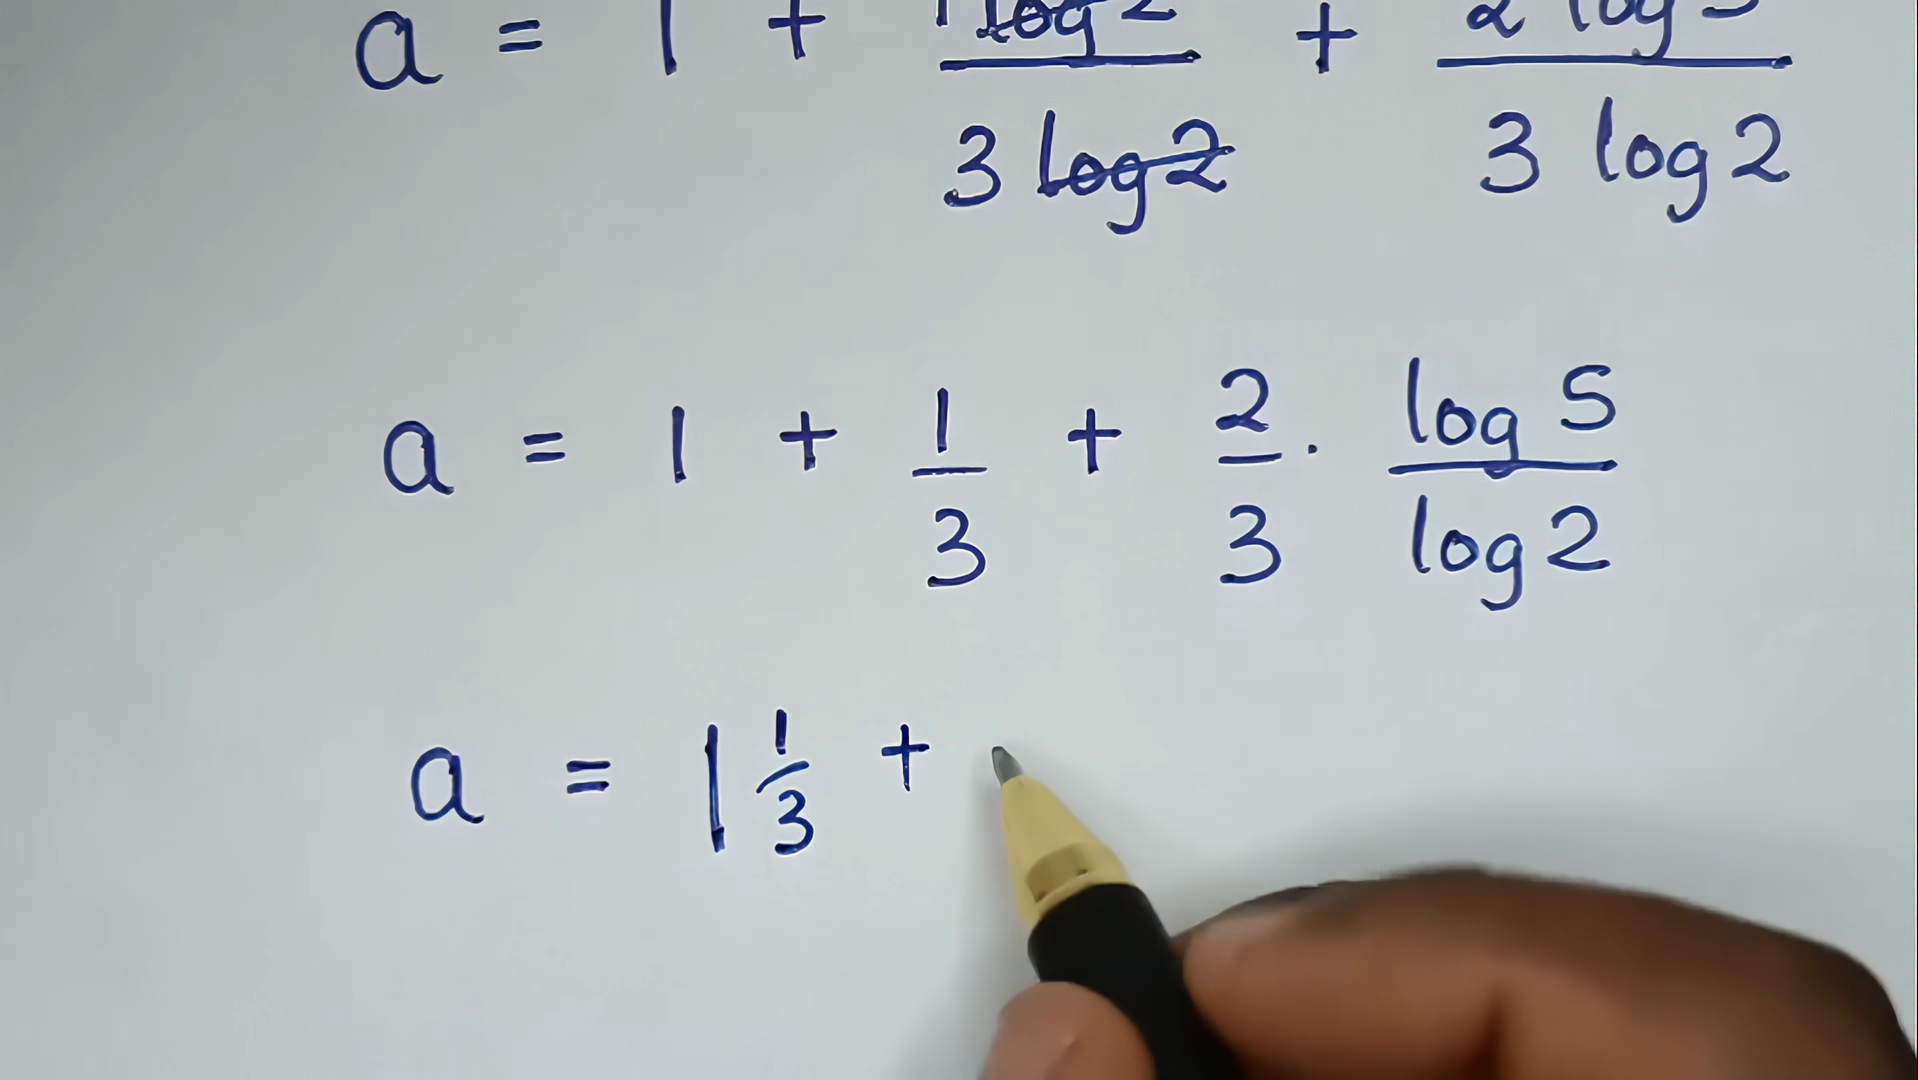 a = 1 + 1 log 2 / 3 log 2 + 2 log 5 / 3 log 2
a = 1 + 1/3 + 2/3 · log 5 / log 2
a = 1 1/3 +